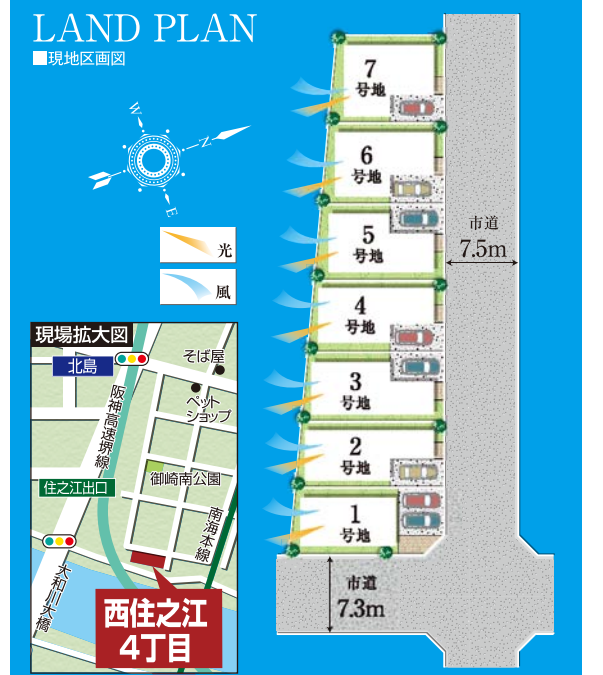 LAND PLAN
■現地区画図
W
N
E
光
風
7
号地
6
号地
5
号地
4
号地
3
号地
2
号地
1
号地
市道
7.5m
市道
7.3m
現場拡大図
北島
そば屋
ペット
ショップ
阪神高速堺線
御崎南公園
住之江出口
南海本線
大和川大橋
西住之江
4丁目